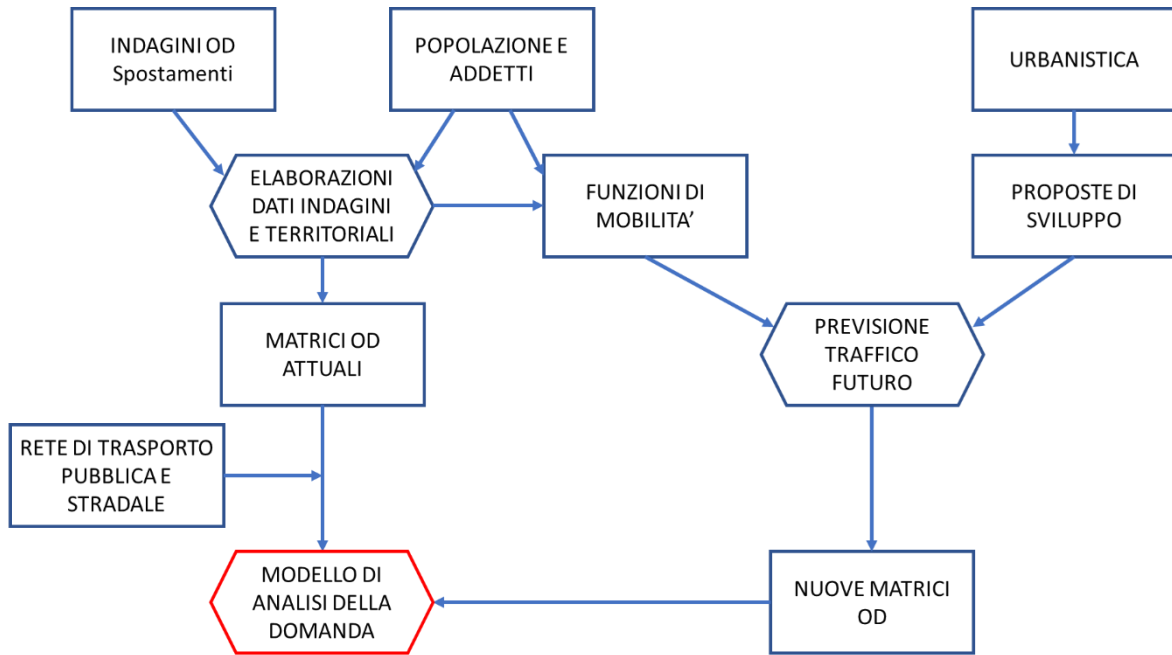 INDAGINI OD
Spostamenti
POPOLAZIONE E
ADDETTI
URBANISTICA
ELABORAZIONI
DATI INDAGINI
E TERRITORIALI
FUNZIONI DI
MOBILITA’
PROPOSTE DI
SVILUPPO
MATRICI OD
ATTUALI
PREVISIONE
TRAFFICO
FUTURO
RETE DI TRASPORTO
PUBBLICA E
STRADALE
MODELLO DI
ANALISI DELLA
DOMANDA
NUOVE MATRICI
OD